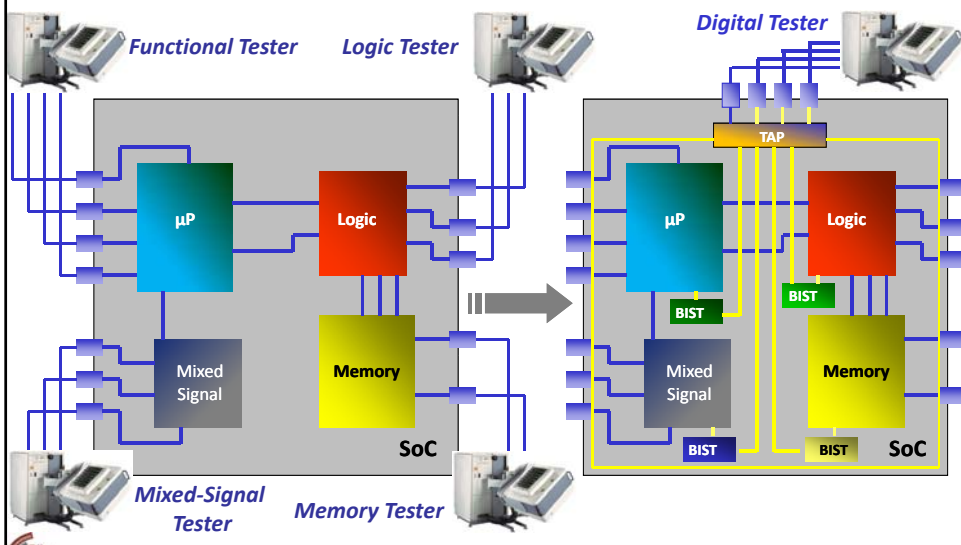 Functional Tester
Logic Tester
Digital Tester
TAP
µP
Logic
µP
Logic
BIST
BIST
Mixed
Signal
Memory
Mixed
Signal
Memory
SoC
BIST
BIST
SoC
Mixed-Signal
Tester
Memory Tester